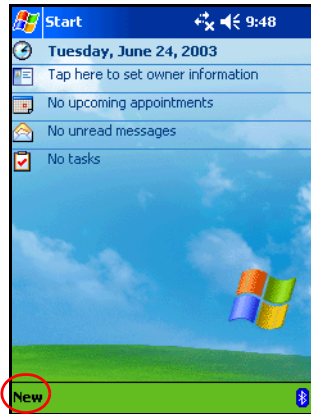 Start 9:48
Tuesday, June 24, 2003
Tap here to set owner information
No upcoming appointments
No unread messages
No tasks
New